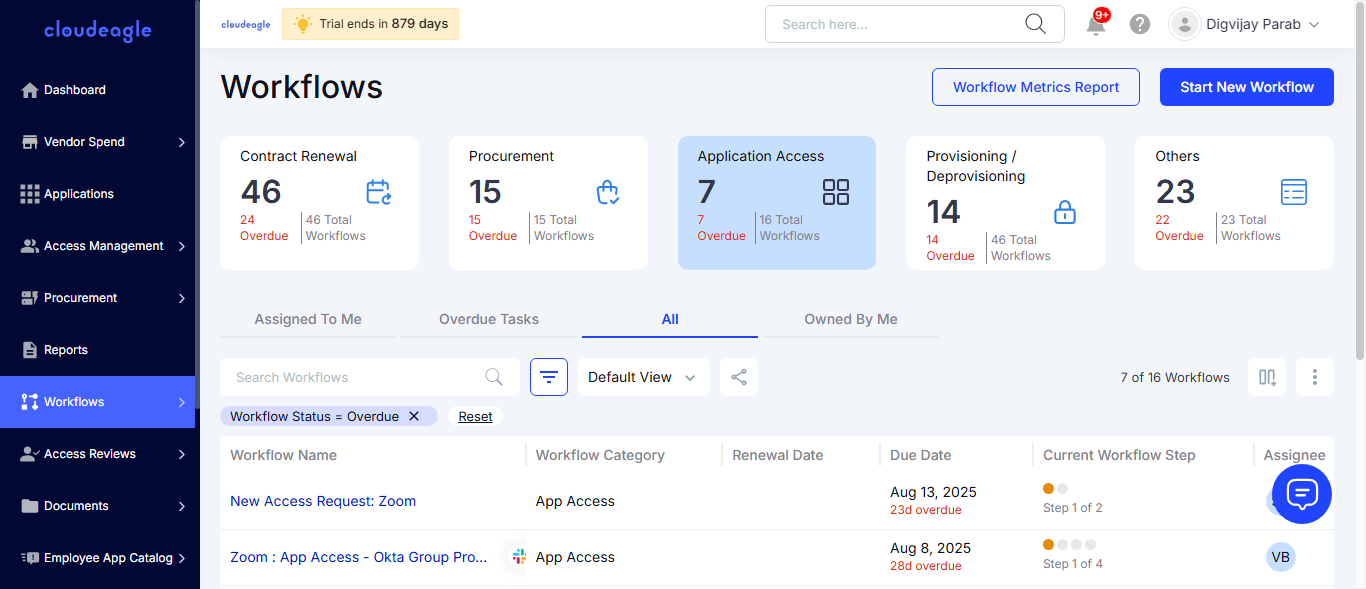 cloudeagle
Dashboard
Vendor Spend
Applications
Access Management
Procurement
Reports
Workflows
Access Reviews
Documents
Employee App Catalog
cloudeagle
Trial ends in 879 days
Search here...
9+
Digvijay Parab
Workflows
Workflow Metrics Report
Start New Workflow
Contract Renewal
46
24 Overdue
46 Total Workflows
Procurement
15
15 Overdue
15 Total Workflows
Application Access
7
7 Overdue
16 Total Workflows
Provisioning /
Deprovisioning
14
14 Overdue
46 Total Workflows
Others
23
22 Overdue
23 Total Workflows
Assigned To Me
Overdue Tasks
All
Owned By Me
Search Workflows
Default View
7 of 16 Workflows
Workflow Status = Overdue
Reset
Workflow Name Workflow Category Renewal Date Due Date Current Workflow Step Assignee
New Access Request: Zoom App Access Aug 13, 2025
23d overdue Step 1 of 2
Zoom : App Access - Okta Group Pro... App Access Aug 8, 2025 VB
28d overdue Step 1 of 4